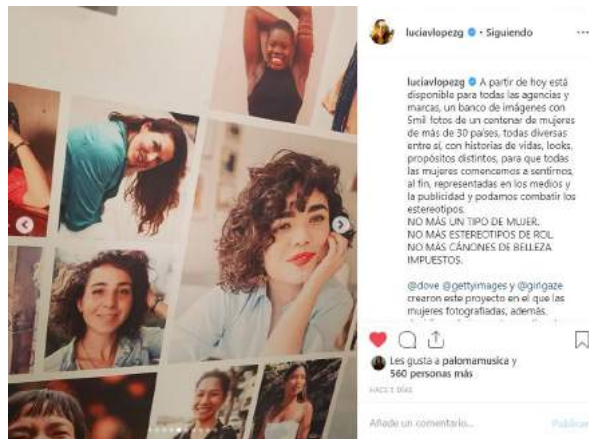 luciavlopezg • Siguiendo
luciavlopezg A partir de hoy está
disponible para todas las agencias y
marcas, un banco de imágenes con
5mil fotos de un centenar de mujeres
de más de 30 países, todas diversas
entre sí, con historias de vidas, looks,
propósitos distintos, para que todas
las mujeres comencemos a sentirnos,
al fin, representadas en los medios y
la publicidad y podamos combatir los
estereotipos.
NO MÁS UN TIPO DE MUJER.
NO MÁS ESTEREOTIPOS DE ROL.
NO MÁS CÁNONES DE BELLEZA
IMPUESTOS.
@dove @gettyimages y @girlgaze
crearon este proyecto en el que las
mujeres fotografiadas, además,
Les gusta a palomamusica y
560 personas más
Añade un comentario...
Publicar